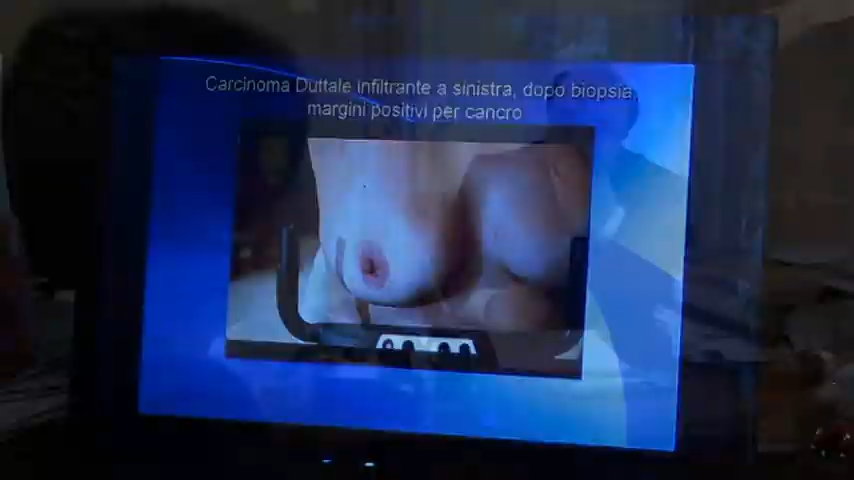 Carcinoma Duttale infiltrante a sinistra, dopo biopsia,
margini positivi per cancro